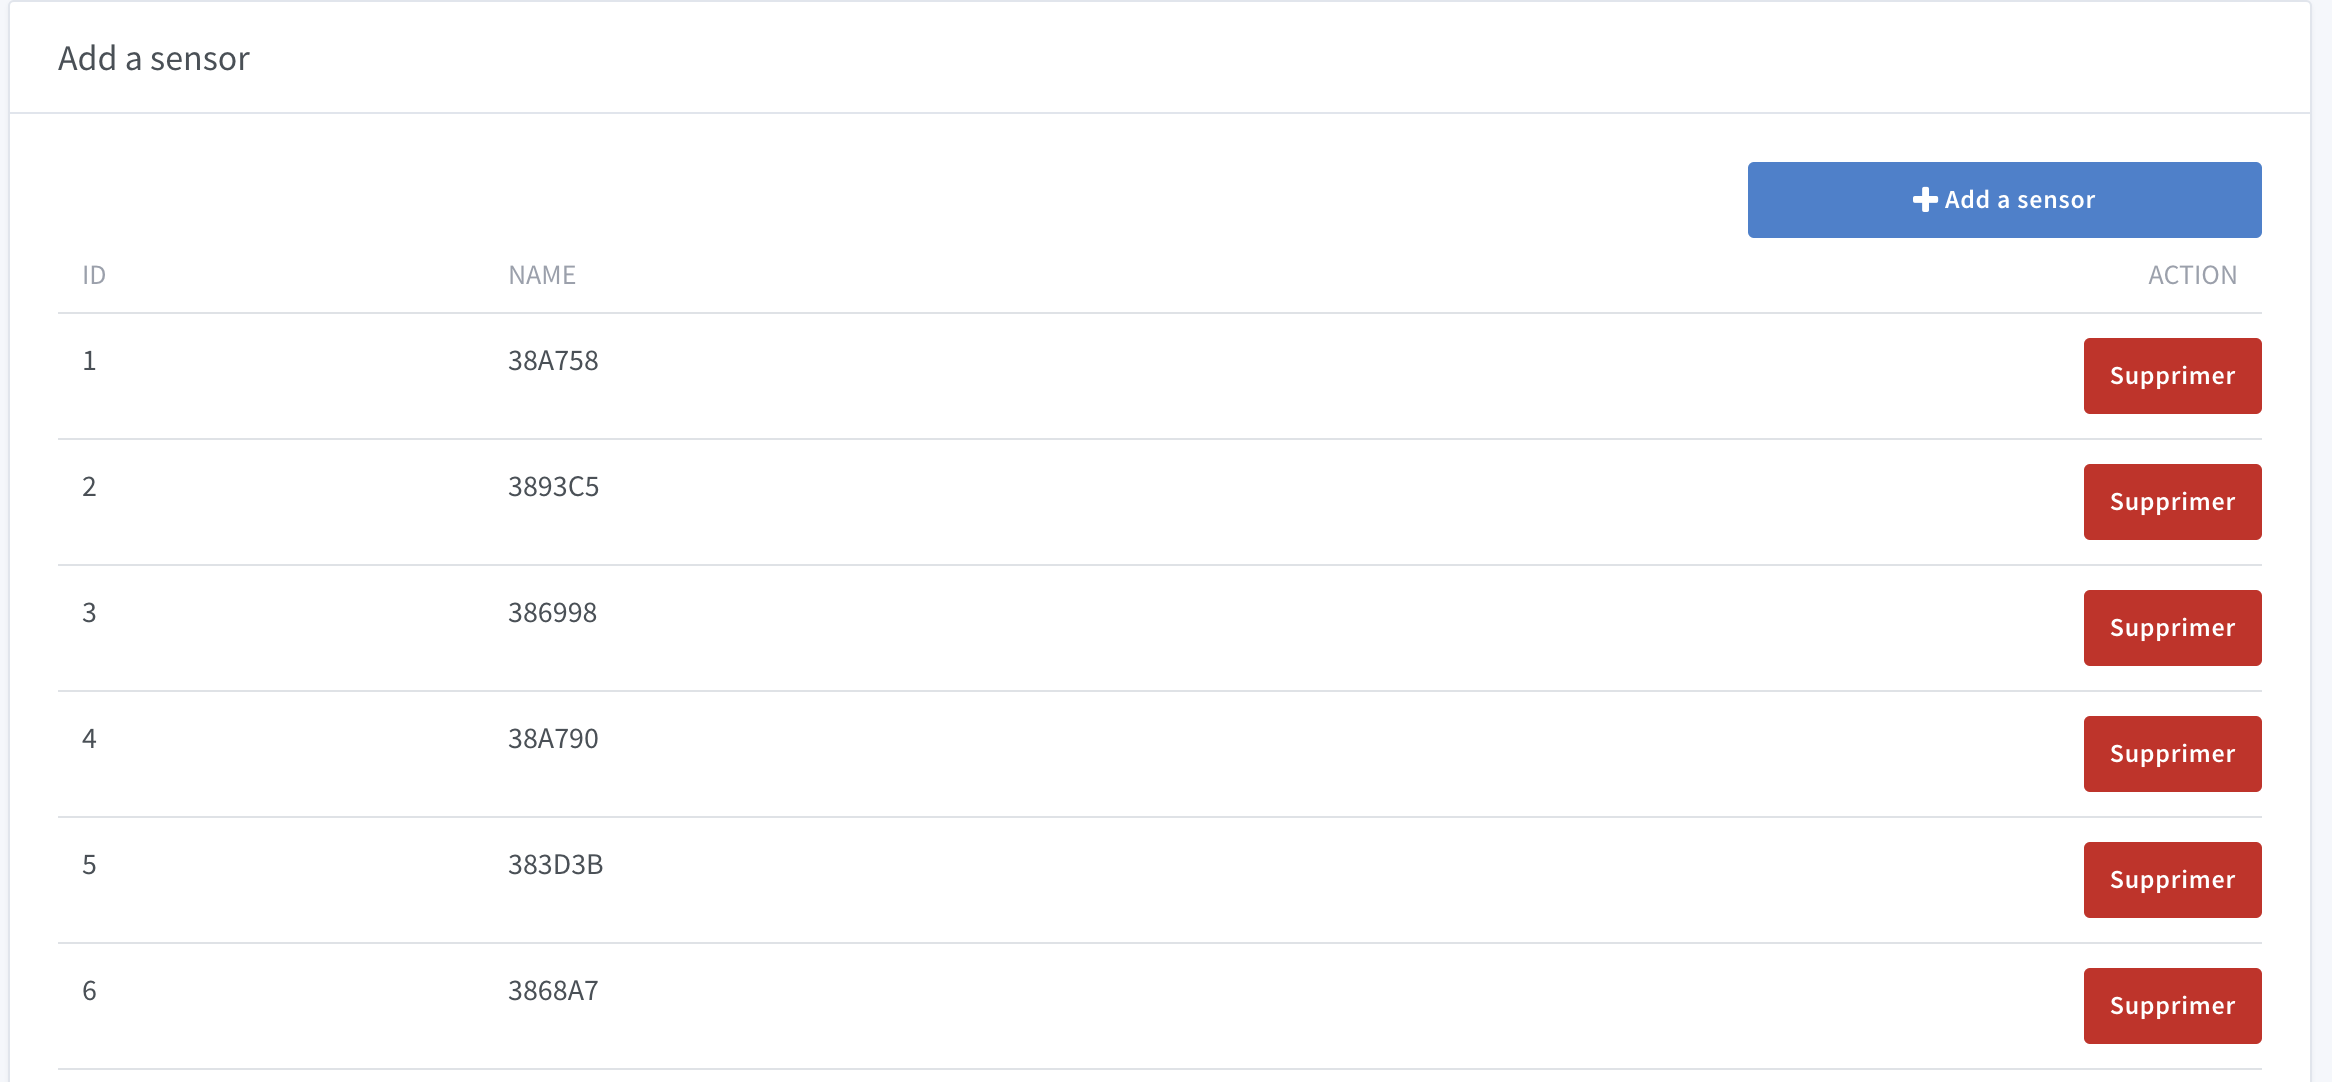 Add a sensor
Add a sensor
ID NAME ACTION
1 38A758 Supprimer
2 3893C5 Supprimer
3 386998 Supprimer
4 38A790 Supprimer
5 383D3B Supprimer
6 3868A7 Supprimer